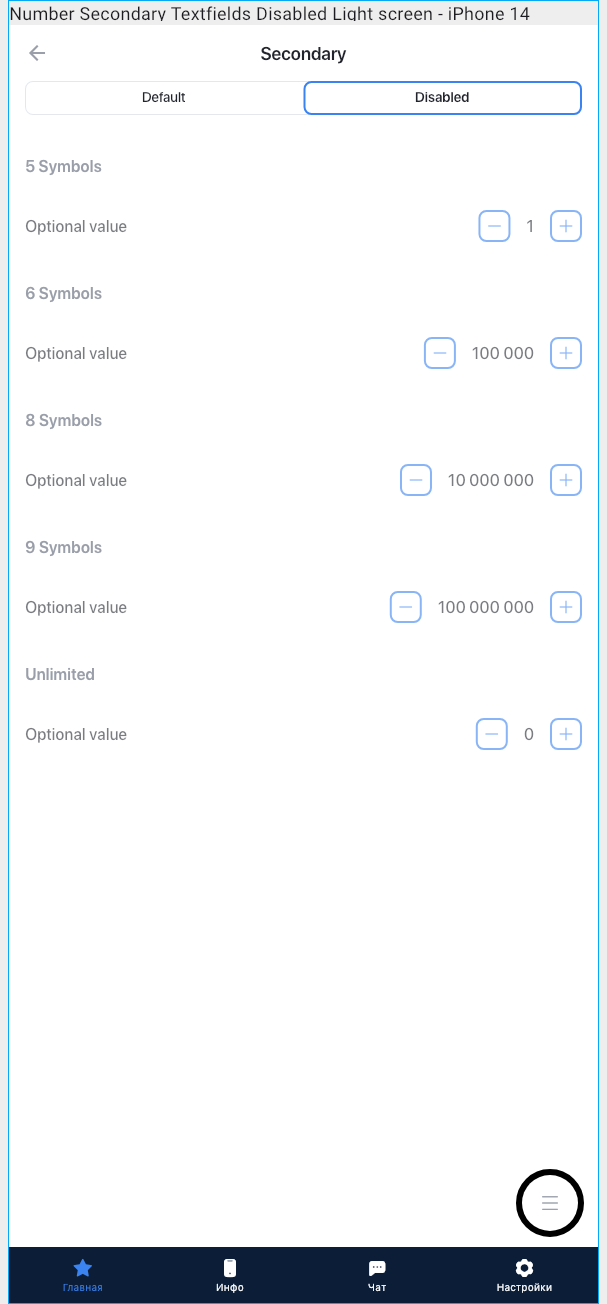 Number Secondary Textfields Disabled Light screen - iPhone 14
Secondary
Default Disabled
5 Symbols
Optional value 1
6 Symbols
Optional value 100 000
8 Symbols
Optional value 10 000 000
9 Symbols
Optional value 100 000 000
Unlimited
Optional value 0
Главная Инфо Чат Настройки